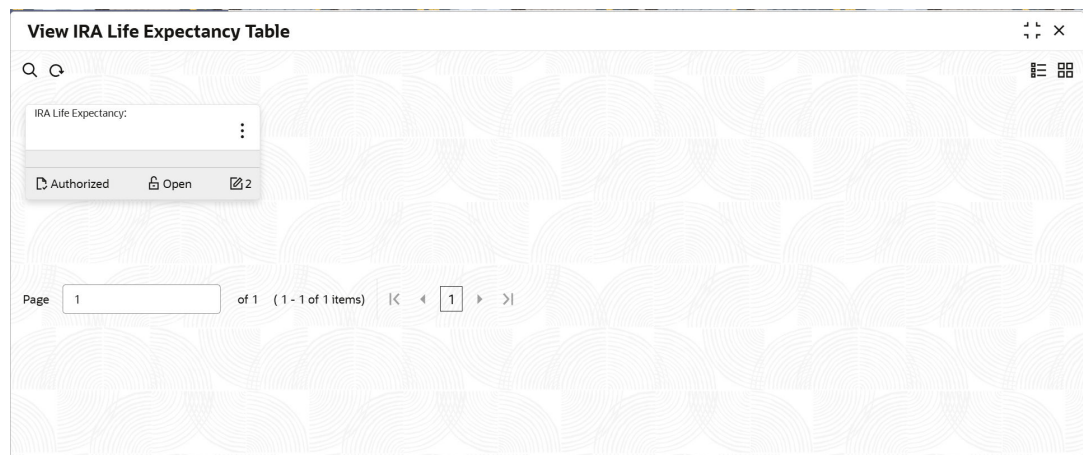 View IRA Life Expectancy Table
IRA Life Expectancy:
Authorized Open 2
Page 1 of 1 ( 1 - 1 of 1 items) 1